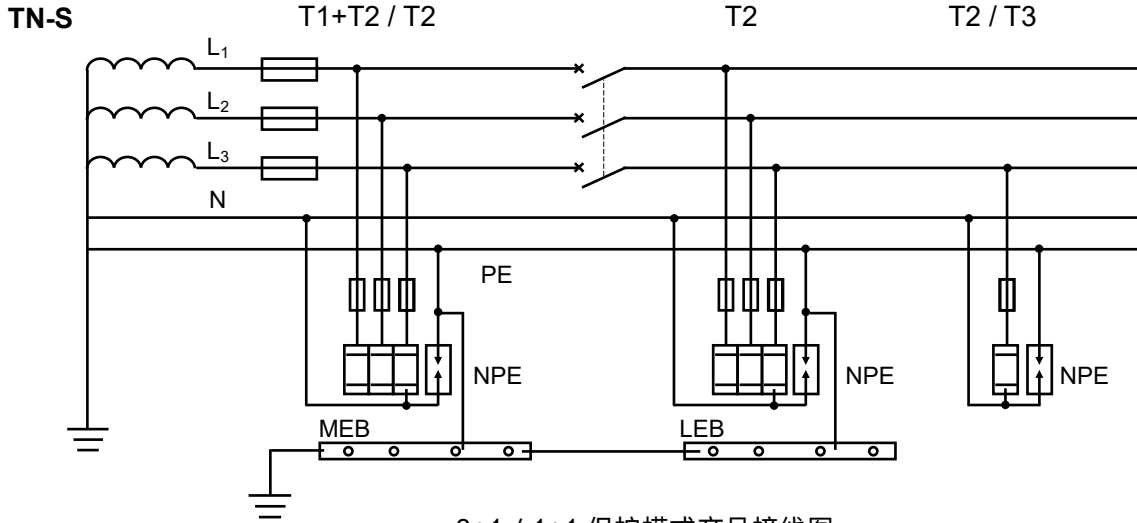 TN-S
T1+T2 / T2
T2
T2 / T3
L1
L2
L3
N
PE
NPE
NPE
NPE
MEB
LEB
3+1 / 1+1 保护模式产品接线图